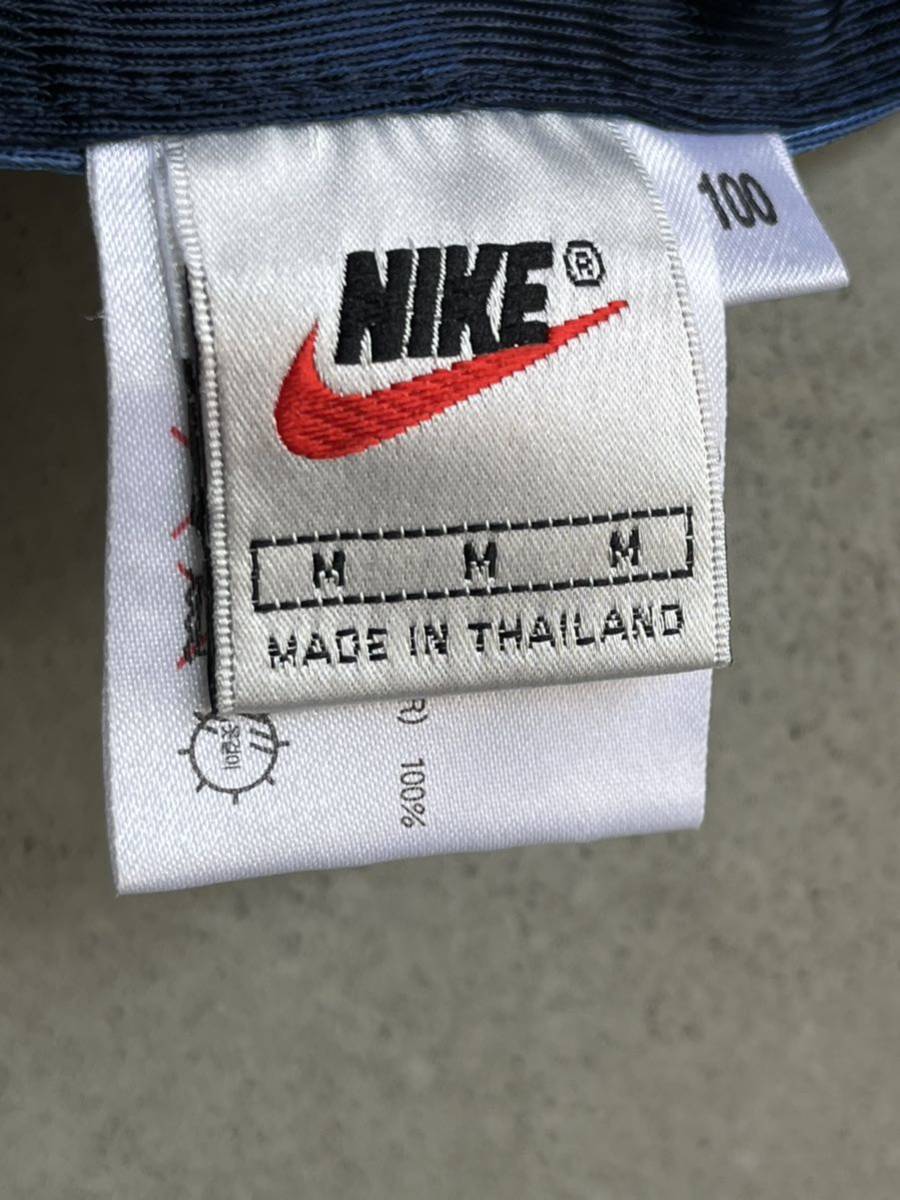 100
NIKE®
M M M
MADE IN THAILAND
R) 100%